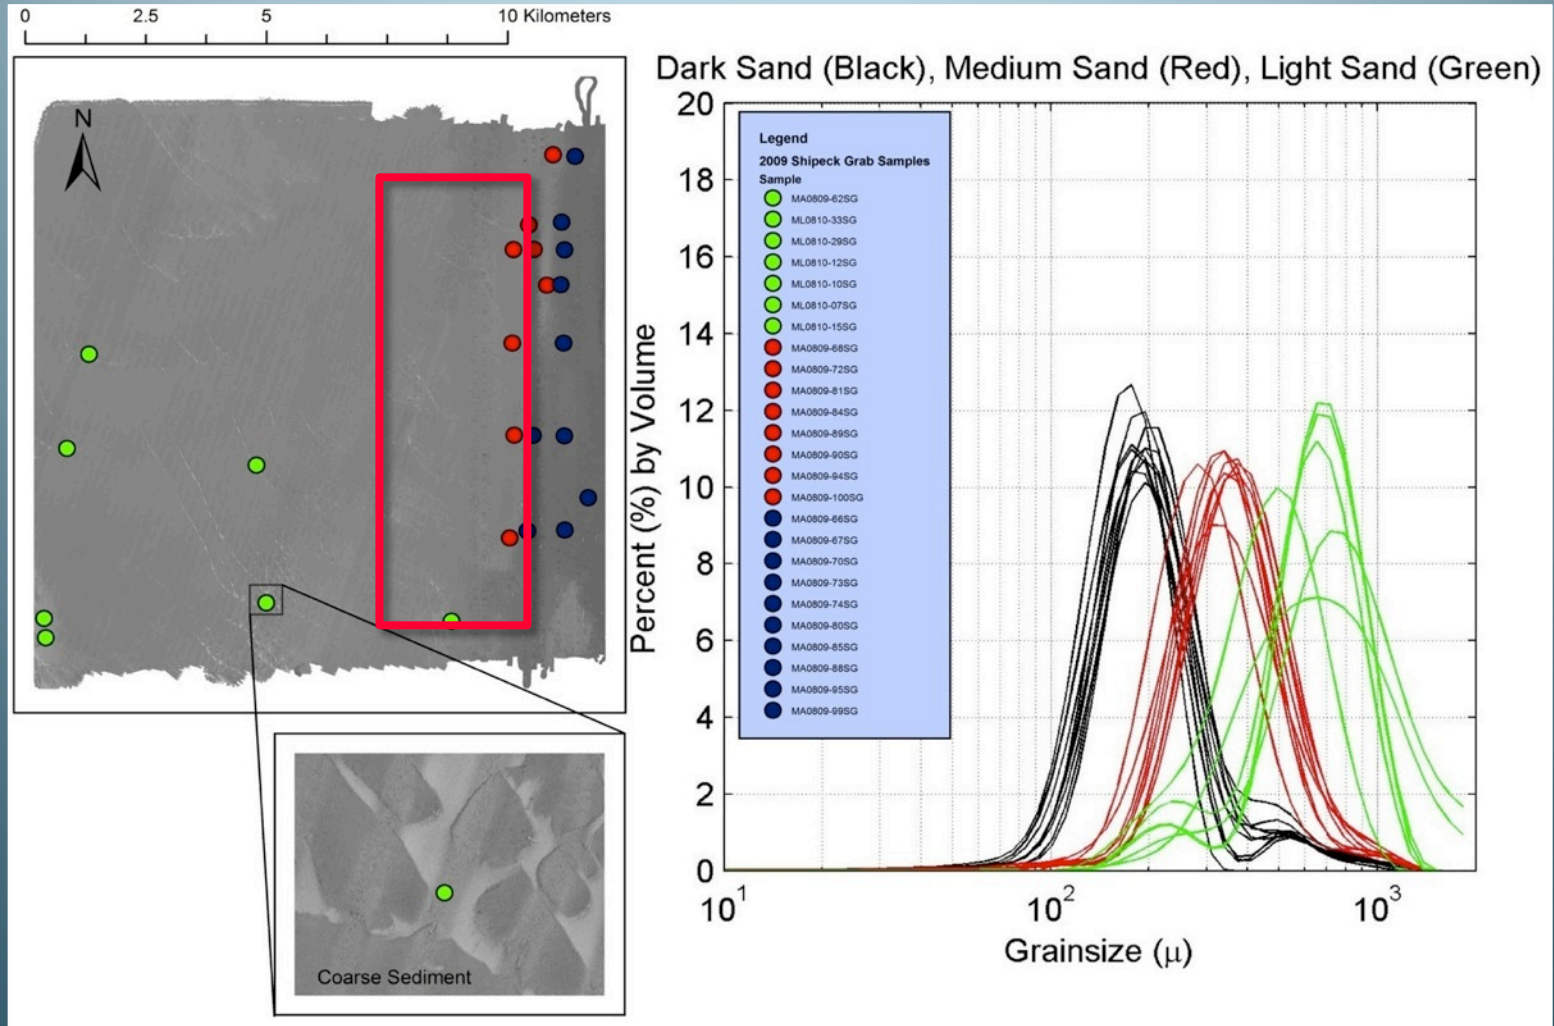 0 2.5 5 10 Kilometers
N
Coarse Sediment
Dark Sand (Black), Medium Sand (Red), Light Sand (Green)
Percent (%) by Volume
20
18
16
14
12
10
8
6
4
2
0
Legend
2009 Shipeck Grab Samples
Sample
MA0809-62SG
ML0810-33SG
ML0810-29SG
ML0810-12SG
ML0810-10SG
ML0810-07SG
ML0810-15SG
MA0809-68SG
MA0809-72SG
MA0809-81SG
MA0809-84SG
MA0809-89SG
MA0809-90SG
MA0809-94SG
MA0809-100SG
MA0809-66SG
MA0809-67SG
MA0809-70SG
MA0809-73SG
MA0809-74SG
MA0809-80SG
MA0809-85SG
MA0809-88SG
MA0809-95SG
MA0809-99SG
10¹ 10² 10³
Grainsize (μ)